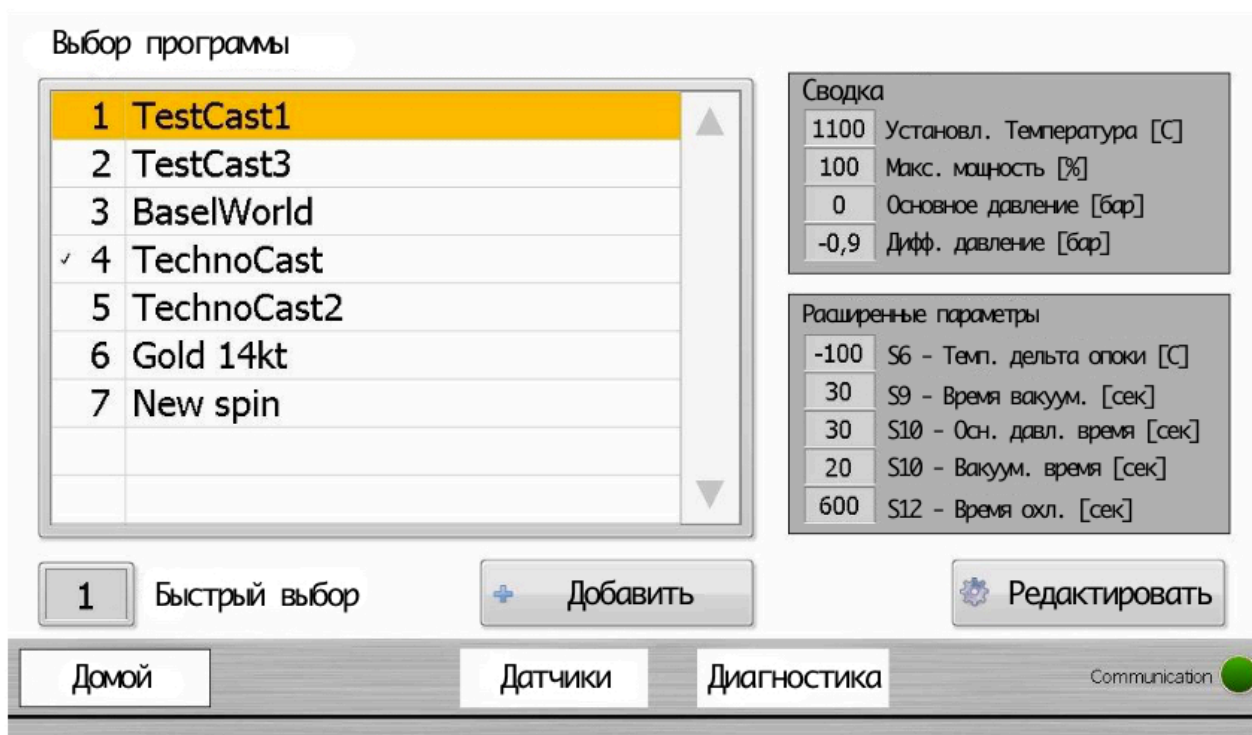 Выбор программы
1 TestCast1
2 TestCast3
3 BaselWorld
✓ 4 TechnoCast
5 TechnoCast2
6 Gold 14kt
7 New spin
Сводка
1100 Установл. Температура [C]
100 Макс. мощность [%]
0 Основное давление [бар]
-0,9 Дифф. давление [бар]
Расширенные параметры
-100 S6 - Темп. дельта опоки [C]
30 S9 - Время вакуум. [сек]
30 S10 - Осн. давл. время [сек]
20 S10 - Вакуум. время [сек]
600 S12 - Время охл. [сек]
1 Быстрый выбор
Добавить
Редактировать
Домой
Датчики
Диагностика
Communication